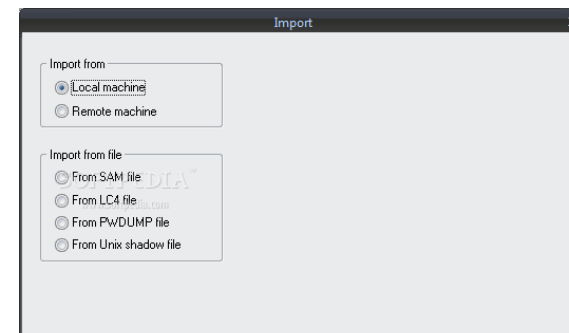 Import
Import from
Local machine
Remote machine
Import from file
From SAM file
From LC4 file
From PWDUMP file
From Unix shadow file